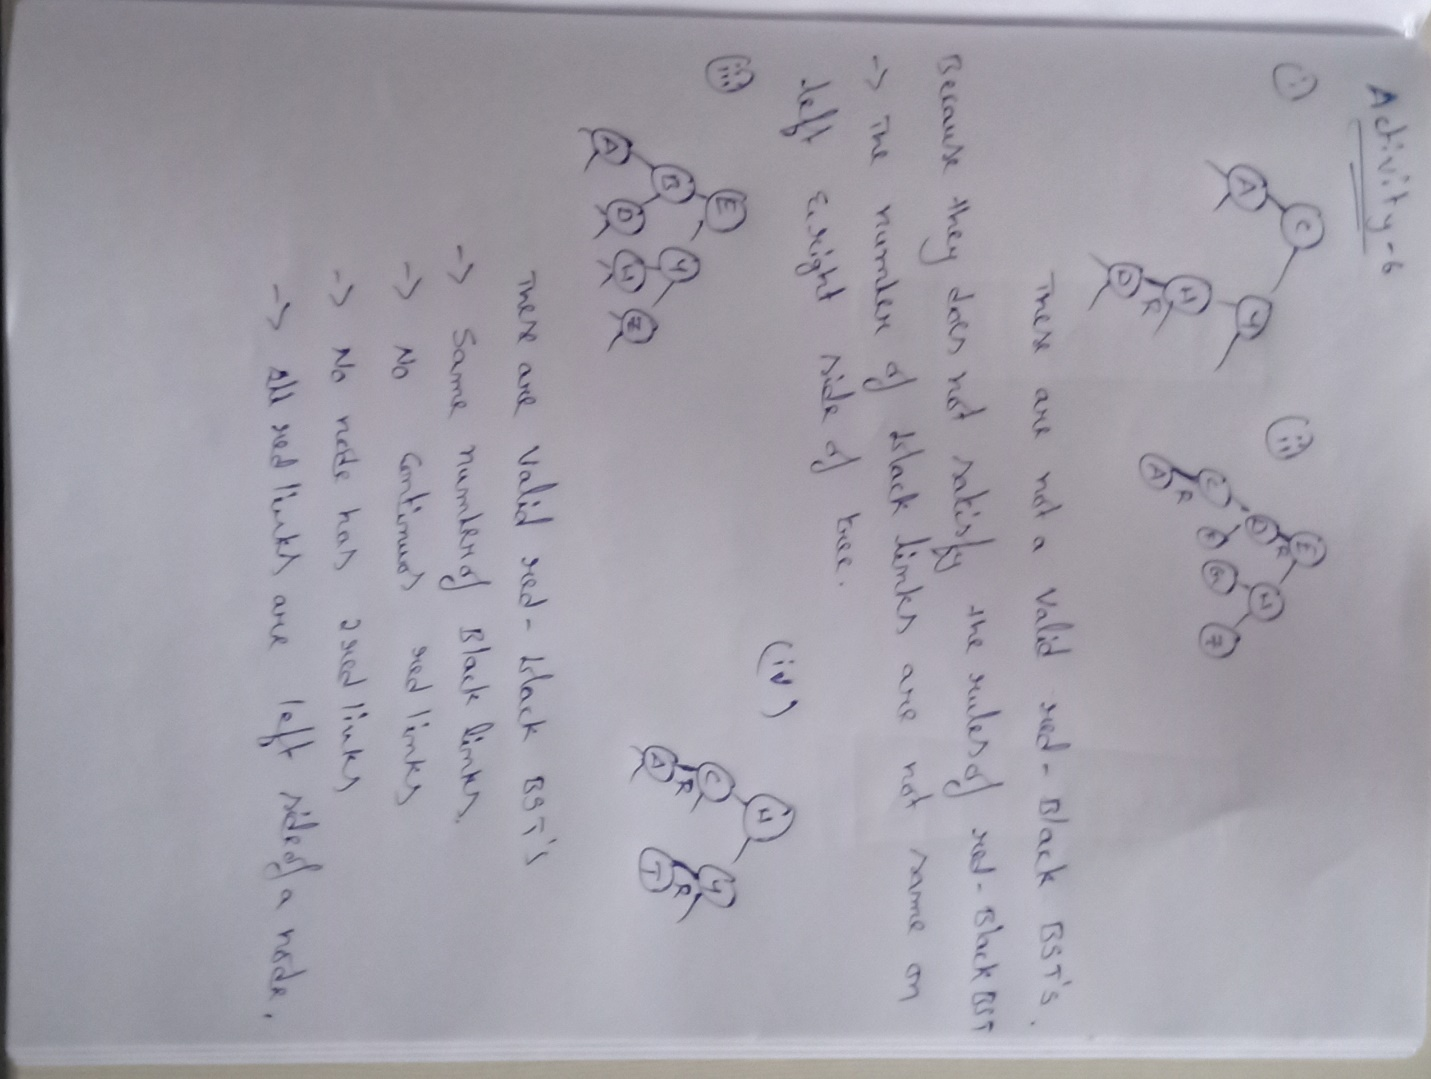 Activity-6
(i)
C
A
Y
H
R
D
(ii)
E
R
D
H
C
R
A
G
Z
These are not a valid red-Black BST's.
Because they does not satisfy the rules of red-Black BST
-> The number of black links are not same on
left & right side of tree.
(iii)
E
B
Y
A
D
H
Z
(iv)
H
C
Y
R
R
A
T
These are valid red-black BST's
-> Same number of Black links.
-> No continuos red links
-> No node has 2 red links
-> All red links are left side of a node.